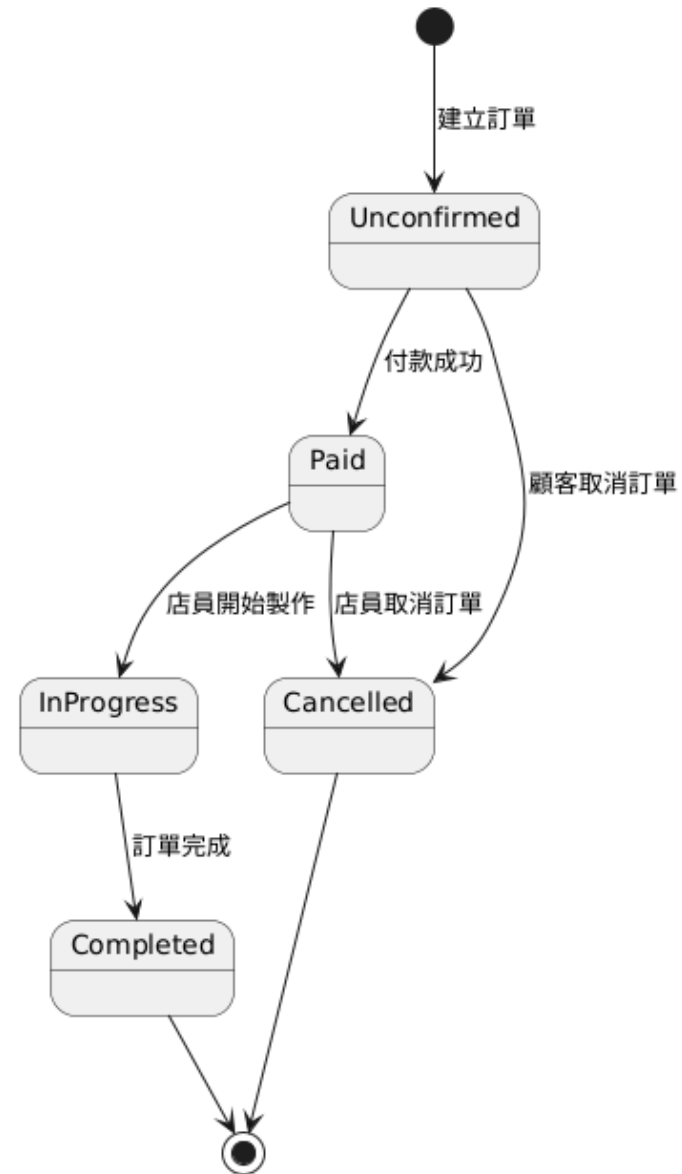 建立訂單
Unconfirmed
付款成功
Paid
顧客取消訂單
店員開始製作
店員取消訂單
InProgress
Cancelled
訂單完成
Completed